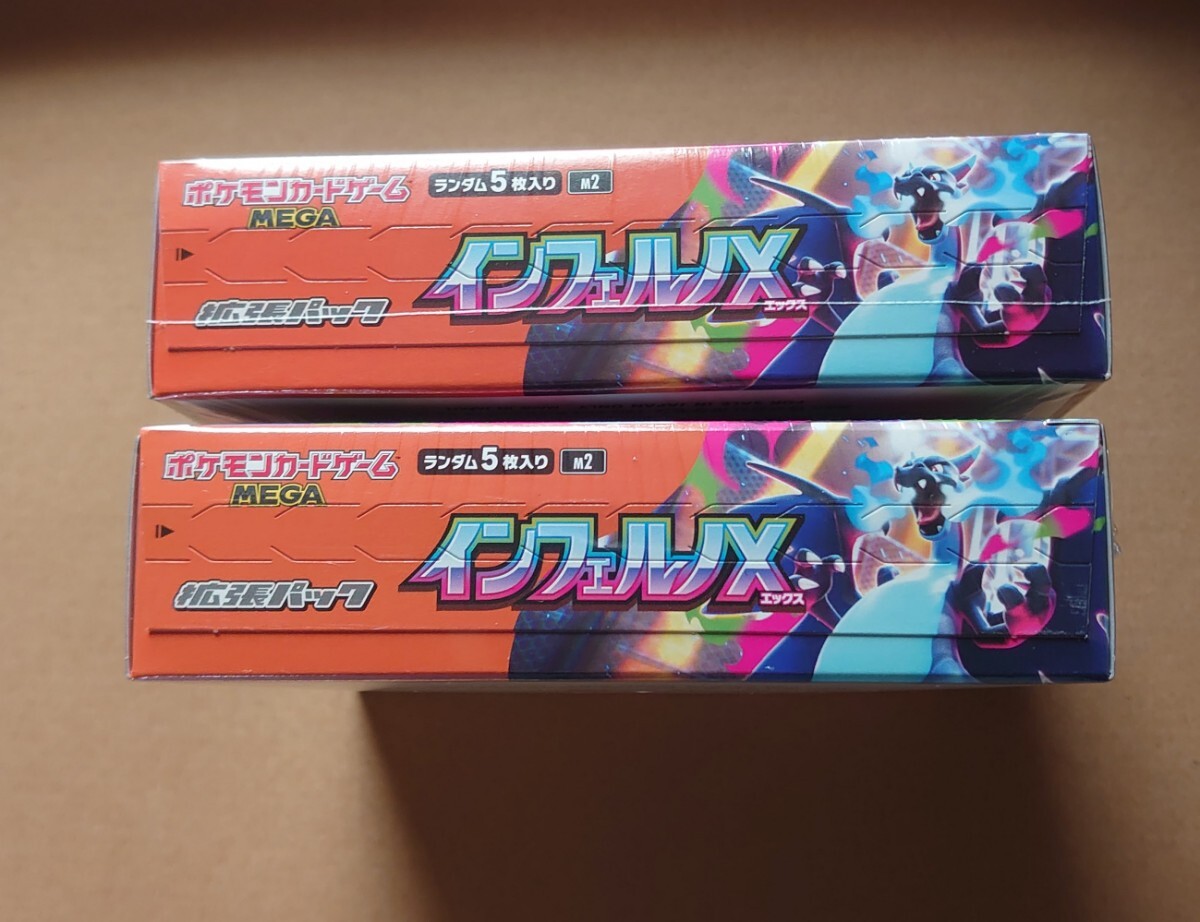 ポケモンカードゲーム
MEGA
ランダム5枚入り M2
インフェルノX
エックス
拡張パック
ポケモンカードゲーム
MEGA
ランダム5枚入り M2
インフェルノX
エックス
拡張パック